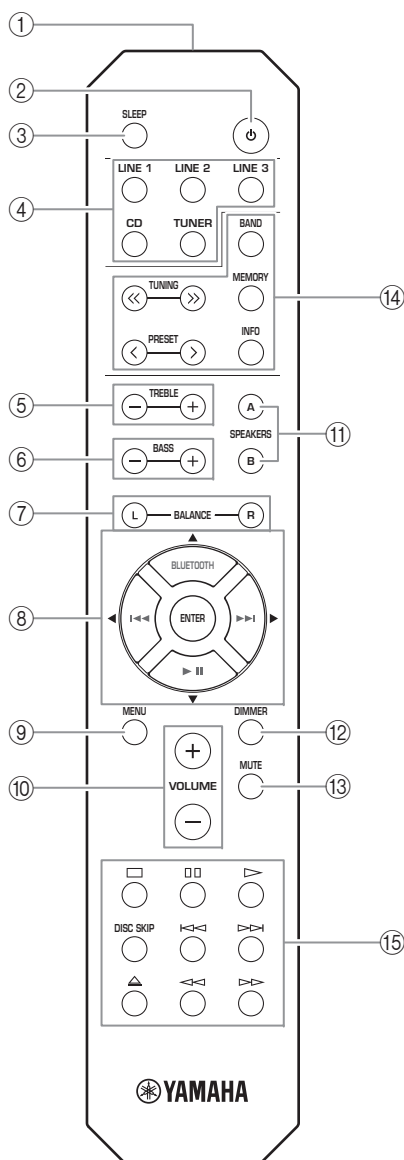 ①
②
SLEEP
③
④
LINE 1 LINE 2 LINE 3
CD TUNER BAND
TUNING MEMORY
⑭
PRESET INFO
⑤ TREBLE A
⑪
SPEAKERS
⑥ BASS B
⑦ L BALANCE R
BLUETOOTH
⑧ ENTER
MENU DIMMER
⑨ ⑫
⑩ VOLUME MUTE
⑬
DISC SKIP
⑮
YAMAHA